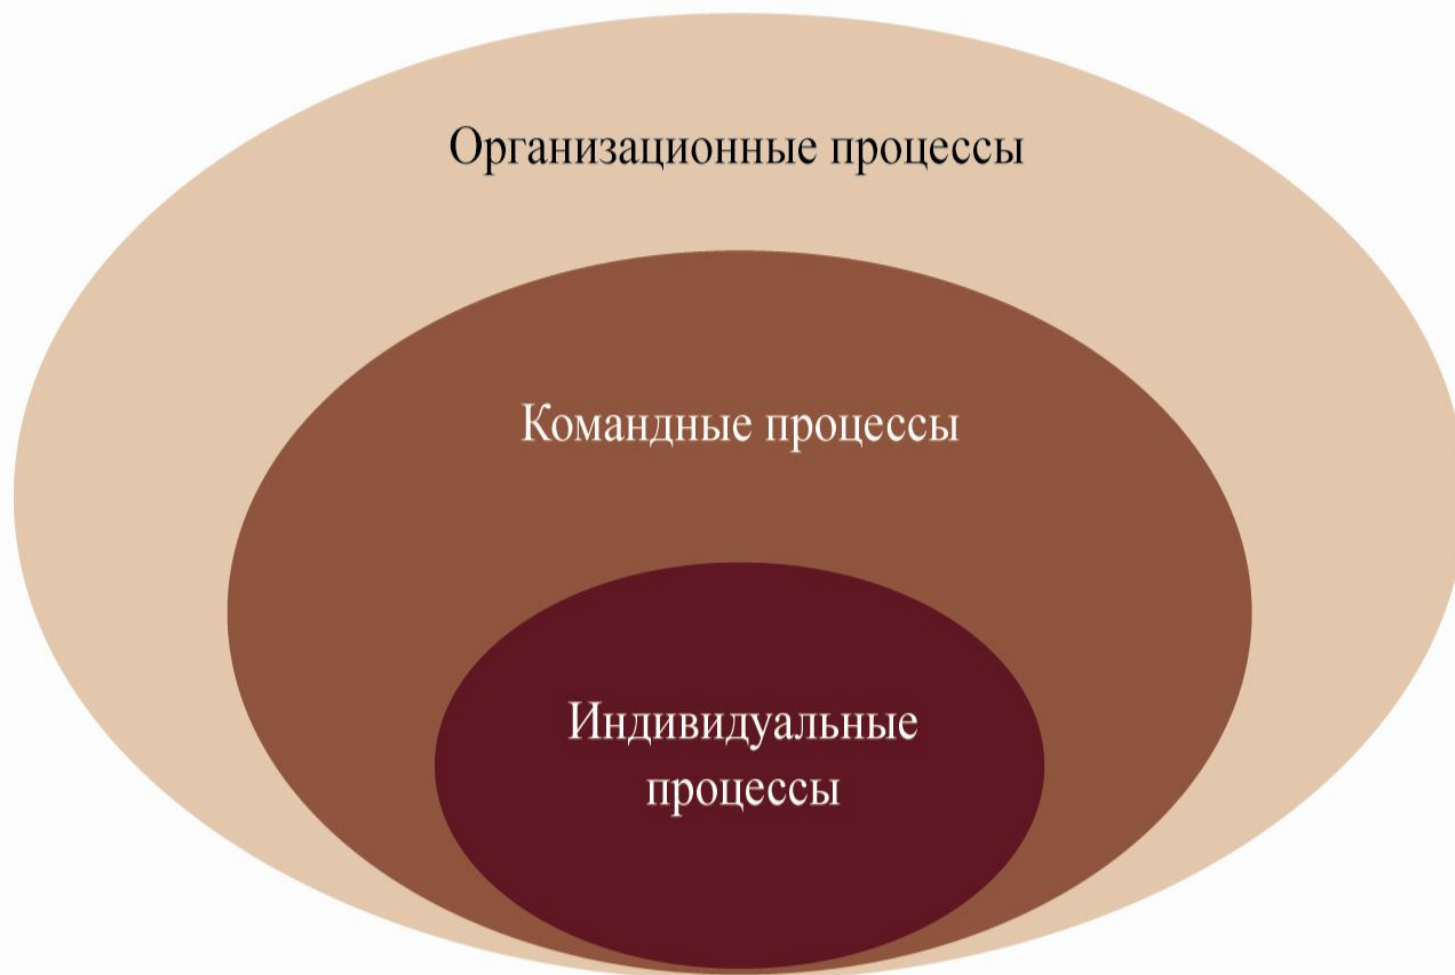 Организационные процессы
Командные процессы
Индивидуальные
процессы